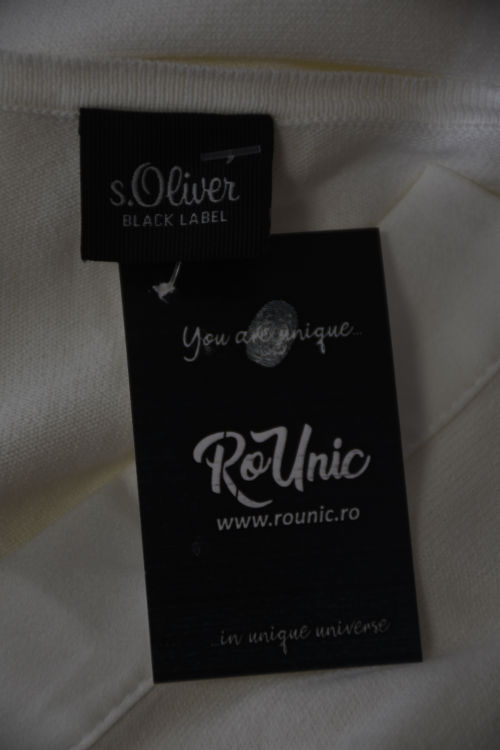 s.Oliver
BLACK LABEL
You are unique...
RoUnic
www.rounic.ro
...in unique universe